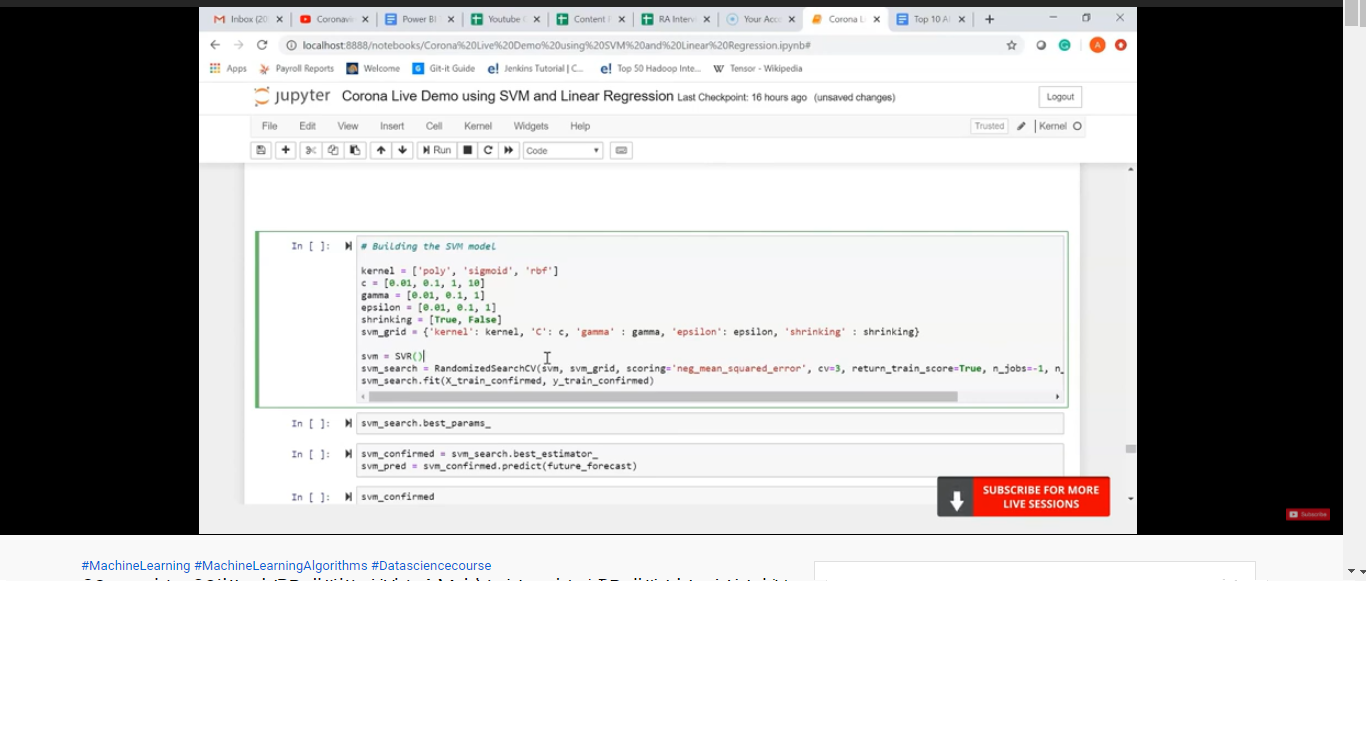 Inbox (20
Coronavi
Power BI
Youtube
Content
RA Interv
Your Acc
Corona L
Top 10 A
localhost:8888/notebooks/Corona%20Live%20Demo%20using%20SVM%20and%20Linear%20Regression.ipynb#
A
Apps Payroll Reports Welcome Git-it Guide Jenkins Tutorial | C... Top 50 Hadoop Inte... Tensor - Wikipedia
jupyter Corona Live Demo using SVM and Linear Regression Last Checkpoint: 16 hours ago (unsaved changes)
Logout
File Edit View Insert Cell Kernel Widgets Help
Trusted
Kernel
Run
Code
In [ ]: # Building the SVM model
kernel = ['poly', 'sigmoid', 'rbf']
c = [0.01, 0.1, 1, 10]
gamma = [0.01, 0.1, 1]
epsilon = [0.01, 0.1, 1]
shrinking = [True, False]
svm_grid = {'kernel': kernel, 'C': c, 'gamma' : gamma, 'epsilon': epsilon, 'shrinking' : shrinking}
svm = SVR()
svm_search = RandomizedSearchCV(svm, svm_grid, scoring='neg_mean_squared_error', cv=3, return_train_score=True, n_jobs=-1, n_
svm_search.fit(X_train_confirmed, y_train_confirmed)
In [ ]: svm_search.best_params_
In [ ]: svm_confirmed = svm_search.best_estimator_
svm_pred = svm_confirmed.predict(future_forecast)
In [ ]: svm_confirmed
SUBSCRIBE FOR MORE
LIVE SESSIONS
Subscribe
#MachineLearning #MachineLearningAlgorithms #Datasciencecourse